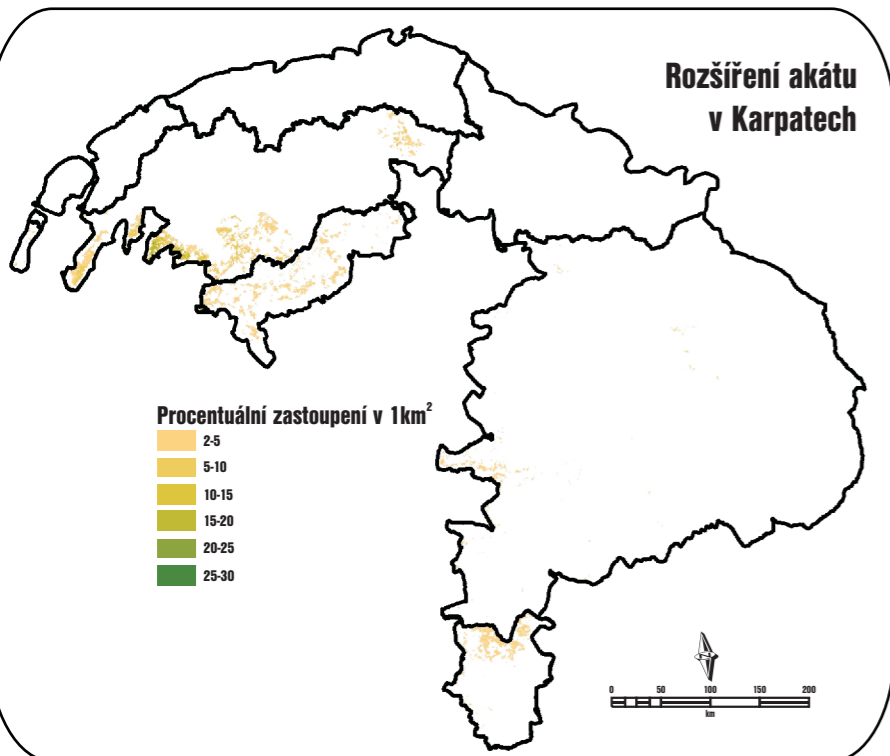 Rozšíření akátu
v Karpatech
Procentuální zastoupení v 1km²
2-5
5-10
10-15
15-20
20-25
25-30
0 50 100 150 200
km